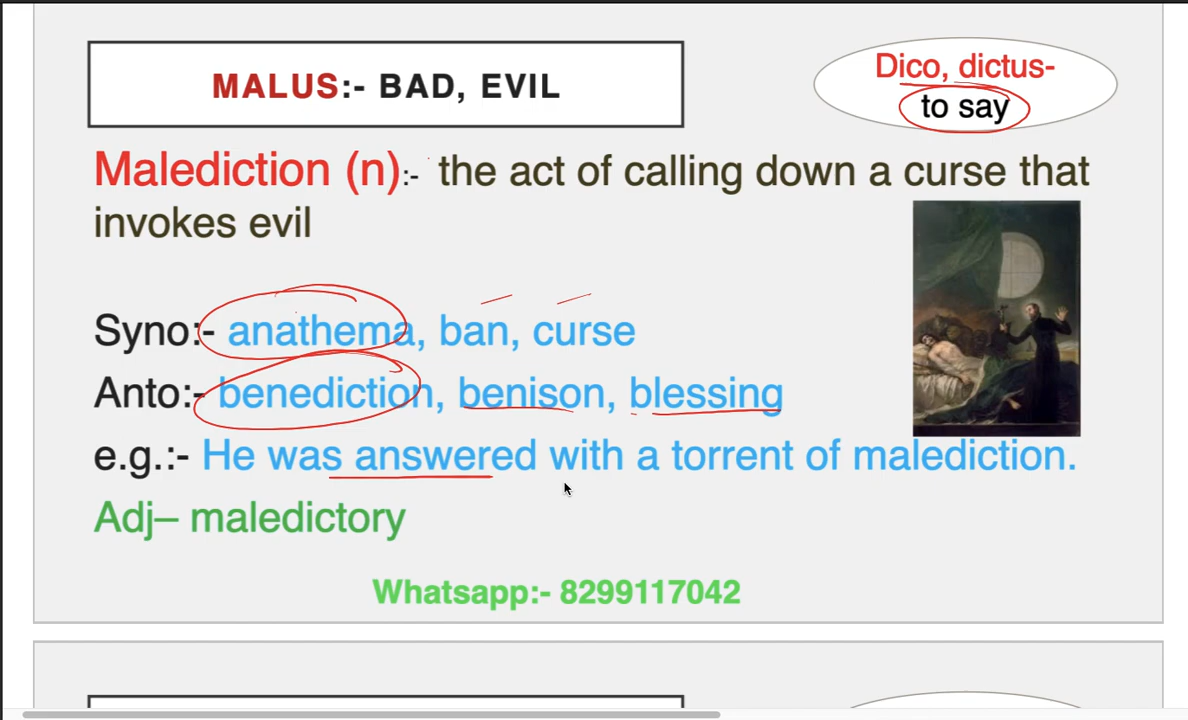 MALUS:- BAD, EVIL
Dico, dictus-
to say
Malediction (n):- the act of calling down a curse that
invokes evil
Syno:- anathema, ban, curse
Anto:- benediction, benison, blessing
e.g.:- He was answered with a torrent of malediction.
Adj– maledictory
Whatsapp:- 8299117042